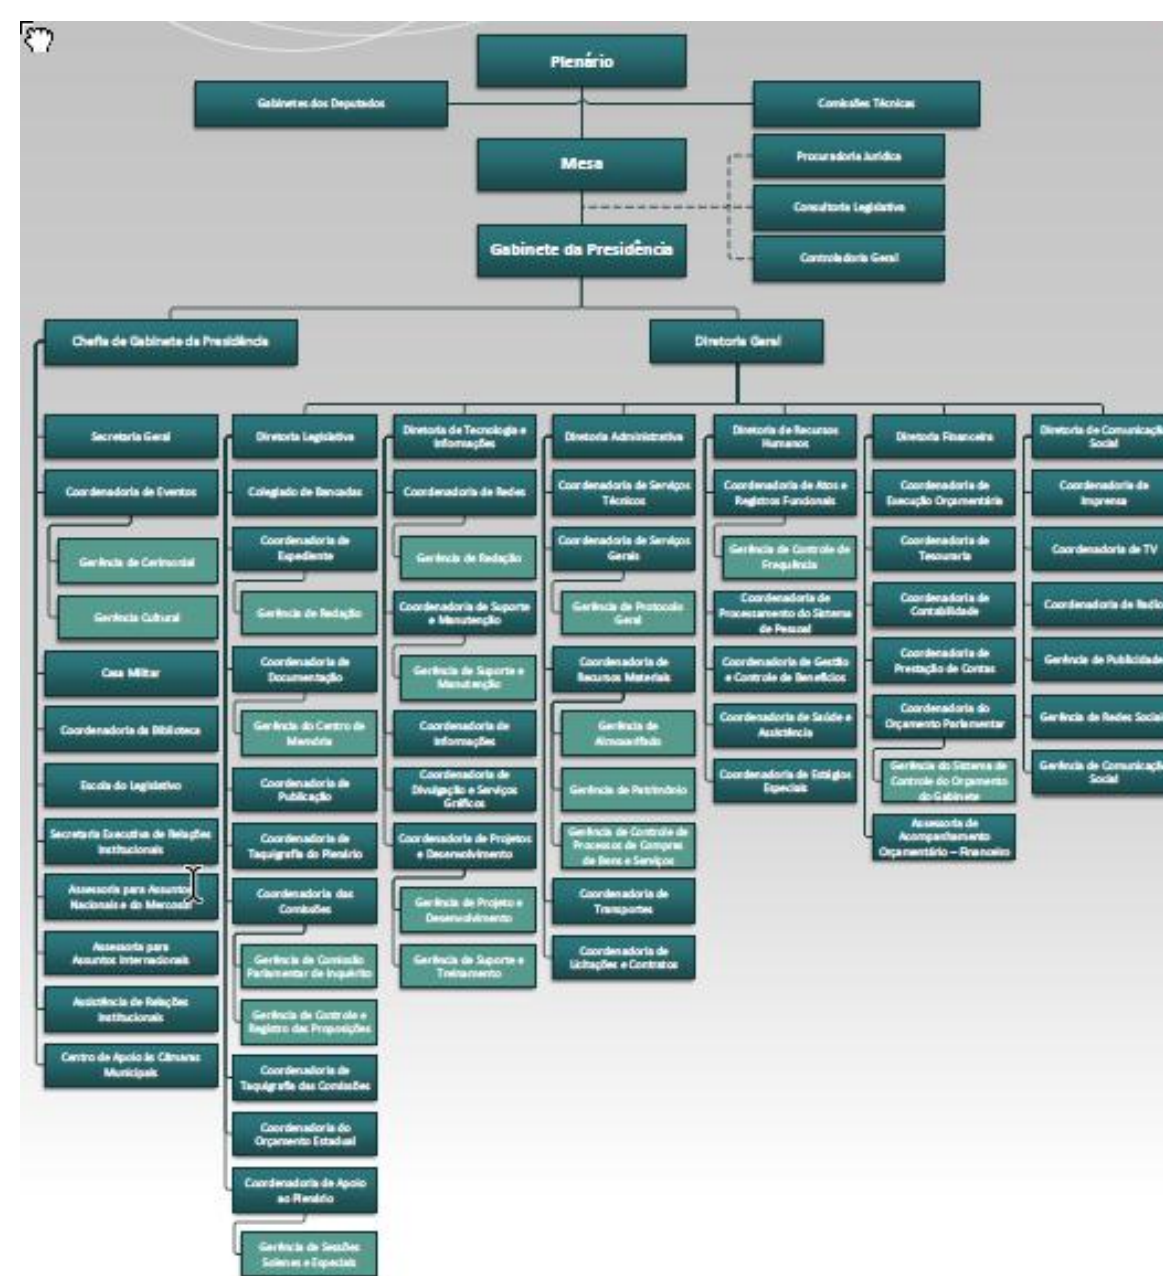 Plenário
Gabinetes dos Deputados
Comissões Técnicas
Mesa
Procuradoria Jurídica
Consultoria Legislativa
Controladoria Geral
Gabinete da Presidência
Chefia de Gabinete da Presidência
Diretoria Geral
Secretaria Geral
Coordenadoria de Eventos
Gerência de Cerimonial
Gerência Cultural
Casa Militar
Coordenadoria da Biblioteca
Escola do Legislativo
Secretaria Executiva de Relações
Institucionais
Assessoria para Assuntos
Nacionais e do Mercosul
Assessoria para
Assuntos Internacionais
Assistência de Relações
Institucionais
Centro de Apoio às Câmaras
Municipais
Diretoria Legislativa
Colegiado de Bancadas
Coordenadoria de
Expediente
Gerência de Redação
Coordenadoria de
Documentação
Gerência do Centro de
Memória
Coordenadoria de
Publicação
Coordenadoria de
Taquigrafia do Plenário
Coordenadoria das
Comissões
Gerência de Comissão
Parlamentar de Inquérito
Gerência de Controle e
Registro das Proposições
Coordenadoria de
Taquigrafia das Comissões
Coordenadoria do
Orçamento Estadual
Coordenadoria de Apoio
ao Plenário
Gerência de Sessões
Solenes e Especiais
Diretoria de Tecnologia e
Informações
Coordenadoria de Redes
Gerência de Redação
Coordenadoria de Suporte
e Manutenção
Gerência de Suporte e
Manutenção
Coordenadoria de
Informações
Coordenadoria de
Divulgação e Serviços
Gráficos
Coordenadoria de Projetos
e Desenvolvimento
Gerência de Projeto e
Desenvolvimento
Gerência de Suporte e
Treinamento
Diretoria Administrativa
Coordenadoria de Serviços
Técnicos
Coordenadoria de Serviços
Gerais
Gerência de Protocolo
Geral
Coordenadoria de
Recursos Materiais
Gerência de
Almoxarifado
Gerência de Patrimônio
Gerência de Controle de
Processos de Compras
de Bens e Serviços
Coordenadoria de
Transportes
Coordenadoria de
Licitações e Contratos
Diretoria de Recursos
Humanos
Coordenadoria de Atos e
Registros Funcionais
Gerência de Controle de
Frequência
Coordenadoria de
Processamento do Sistema
de Pessoal
Coordenadoria de Gestão
e Controle de Benefícios
Coordenadoria de Saúde e
Assistência
Coordenadoria de Estágios
Especiais
Diretoria Financeira
Coordenadoria de
Execução Orçamentária
Coordenadoria de
Tesouraria
Coordenadoria de
Contabilidade
Coordenadoria de
Prestação de Contas
Coordenadoria do
Orçamento Parlamentar
Gerência do Sistema de
Controle do Orçamento
do Gabinete
Assessoria de
Acompanhamento
Orçamentário – Financeiro
Diretoria de Comunicaçã
Social
Coordenadoria de
Imprensa
Coordenadoria de TV
Coordenadoria de Radio
Gerência de Publicidade
Gerência de Redes Sociai
Gerência de Comunicaçã
Social